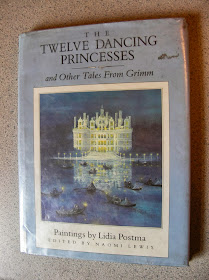 THE
TWELVE DANCING
PRINCESSES
and Other Tales From Grimm
Paintings by Lidia Postma
EDITED BY NAOMI LEWIS